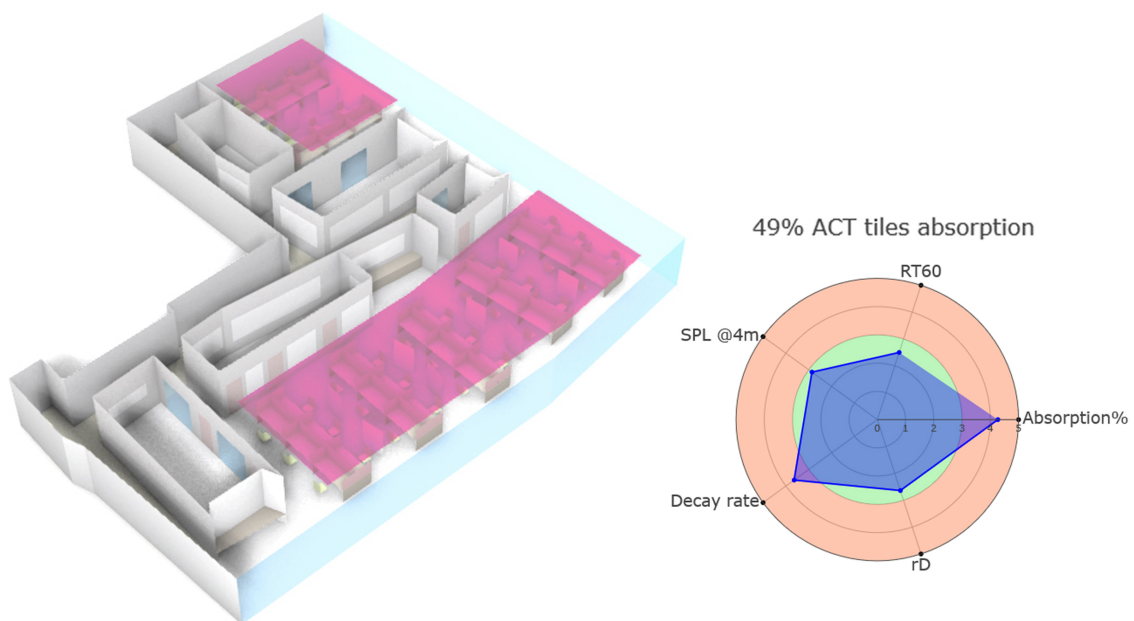 49% ACT tiles absorption
RT60
SPL @4m
0 1 2 3 4 5 Absorption%
Decay rate
rD